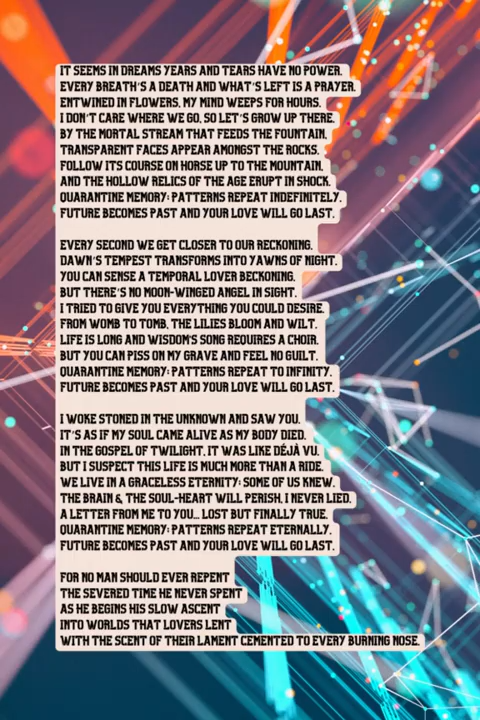 IT SEEMS IN DREAMS YEARS AND TEARS HAVE NO POWER.
EVERY BREATH'S A DEATH AND WHAT'S LEFT IS A PRAYER.
ENTWINED IN FLOWERS, MY MIND WEEPS FOR HOURS.
I DON'T CARE WHERE WE GO, SO LET'S GROW UP THERE.
BY THE MORTAL STREAM THAT FEEDS THE FOUNTAIN,
TRANSPARENT FACES APPEAR AMONGST THE ROCKS.
FOLLOW ITS COURSE ON HORSE UP TO THE MOUNTAIN,
AND THE HOLLOW RELICS OF THE AGE ERUPT IN SHOCK.
QUARANTINE MEMORY: PATTERNS REPEAT INDEFINITELY.
FUTURE BECOMES PAST AND YOUR LOVE WILL GO LAST.

EVERY SECOND WE GET CLOSER TO OUR RECKONING.
DAWN'S TEMPEST TRANSFORMS INTO YAWNS OF NIGHT.
YOU CAN SENSE A TEMPORAL LOVER BECKONING,
BUT THERE'S NO MOON-WINGED ANGEL IN SIGHT.
I TRIED TO GIVE YOU EVERYTHING YOU COULD DESIRE.
FROM WOMB TO TOMB, THE LILIES BLOOM AND WILT.
LIFE IS LONG AND WISDOM'S SONG REQUIRES A CHOIR.
BUT YOU CAN PISS ON MY GRAVE AND FEEL NO GUILT.
QUARANTINE MEMORY: PATTERNS REPEAT TO INFINITY.
FUTURE BECOMES PAST AND YOUR LOVE WILL GO LAST.

I WOKE STONED IN THE UNKNOWN AND SAW YOU.
IT'S AS IF MY SOUL CAME ALIVE AS MY BODY DIED.
IN THE GOSPEL OF TWILIGHT, IT WAS LIKE DÉJÀ VU.
BUT I SUSPECT THIS LIFE IS MUCH MORE THAN A RIDE.
WE LIVE IN A GRACELESS ETERNITY; SOME OF US KNEW.
THE BRAIN & THE SOUL-HEART WILL PERISH, I NEVER LIED.
A LETTER FROM ME TO YOU... LOST BUT FINALLY TRUE.
QUARANTINE MEMORY: PATTERNS REPEAT ETERNALLY.
FUTURE BECOMES PAST AND YOUR LOVE WILL GO LAST.

FOR NO MAN SHOULD EVER REPENT
THE SEVERED TIME HE NEVER SPENT
AS HE BEGINS HIS SLOW ASCENT
INTO WORLDS THAT LOVERS LENT
WITH THE SCENT OF THEIR LAMENT CEMENTED TO EVERY BURNING NOSE.